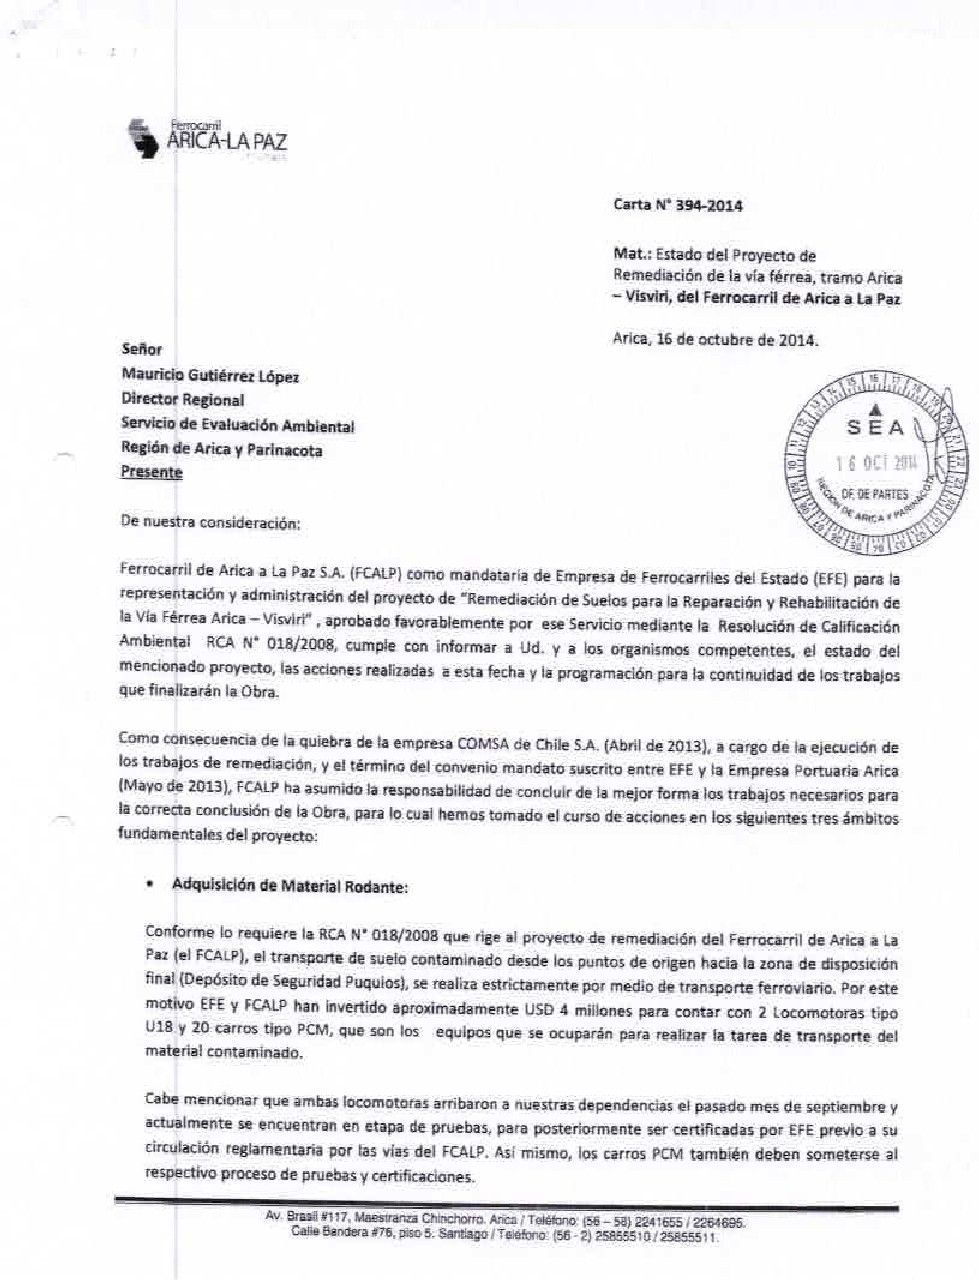 Ferrocarril
ARICA-LA PAZ
Carta N° 394-2014
Mat.: Estado del Proyecto de
Remediación de la vía férrea, tramo Arica
– Visviri, del Ferrocarril de Arica a La Paz
Arica, 16 de octubre de 2014.
Señor
Mauricio Gutiérrez López
Director Regional
Servicio de Evaluación Ambiental
Región de Arica y Parinacota
Presente
SEA
16 OCT 2014
OF. DE PARTES
REGION DE ARICA Y PARINACOTA
De nuestra consideración:
Ferrocarril de Arica a La Paz S.A. (FCALP) como mandataria de Empresa de Ferrocarriles del Estado (EFE) para la
representación y administración del proyecto de "Remediación de Suelos para la Reparación y Rehabilitación de
la Vía Férrea Arica – Visviri" , aprobado favorablemente por ese Servicio mediante la Resolución de Calificación
Ambiental RCA N° 018/2008, cumple con informar a Ud. y a los organismos competentes, el estado del
mencionado proyecto, las acciones realizadas a esta fecha y la programación para la continuidad de los trabajos
que finalizarán la Obra.
Como consecuencia de la quiebra de la empresa COMSA de Chile S.A. (Abril de 2013), a cargo de la ejecución de
los trabajos de remediación, y el término del convenio mandato suscrito entre EFE y la Empresa Portuaria Arica
(Mayo de 2013), FCALP ha asumido la responsabilidad de concluir de la mejor forma los trabajos necesarios para
la correcta conclusión de la Obra, para lo cual hemos tomado el curso de acciones en los siguientes tres ámbitos
fundamentales del proyecto:
• Adquisición de Material Rodante:
Conforme lo requiere la RCA N° 018/2008 que rige al proyecto de remediación del Ferrocarril de Arica a La
Paz (el FCALP), el transporte de suelo contaminado desde los puntos de origen hacia la zona de disposición
final (Depósito de Seguridad Puquios), se realiza estrictamente por medio de transporte ferroviario. Por este
motivo EFE y FCALP han invertido aproximadamente USD 4 millones para contar con 2 Locomotoras tipo
U18 y 20 carros tipo PCM, que son los equipos que se ocuparán para realizar la tarea de transporte del
material contaminado.
Cabe mencionar que ambas locomotoras arribaron a nuestras dependencias el pasado mes de septiembre y
actualmente se encuentran en etapa de pruebas, para posteriormente ser certificadas por EFE previo a su
circulación reglamentaria por las vías del FCALP. Así mismo, los carros PCM también deben someterse al
respectivo proceso de pruebas y certificaciones.
Av. Brasil #117, Maestranza Chinchorro. Arica / Teléfono: (56 – 58) 2241655 / 2264695.
Calle Bandera #76, piso 5. Santiago / Teléfono: (56 - 2) 25855510 / 25855511.